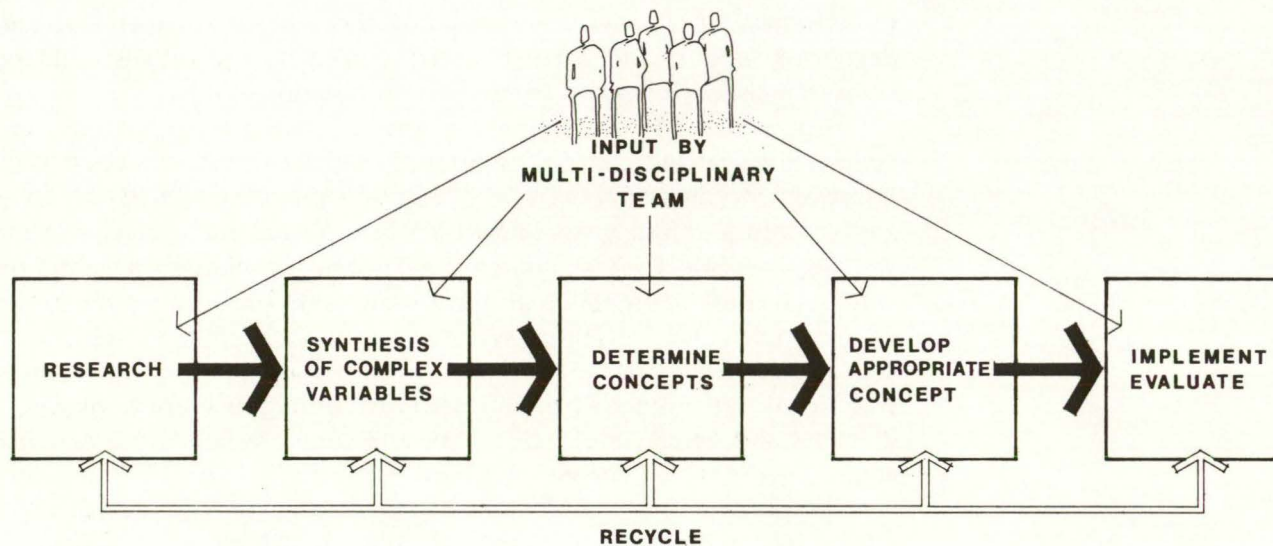 INPUT BY
MULTI-DISCIPLINARY
TEAM
RESEARCH
SYNTHESIS
OF COMPLEX
VARIABLES
DETERMINE
CONCEPTS
DEVELOP
APPROPRIATE
CONCEPT
IMPLEMENT
EVALUATE
RECYCLE